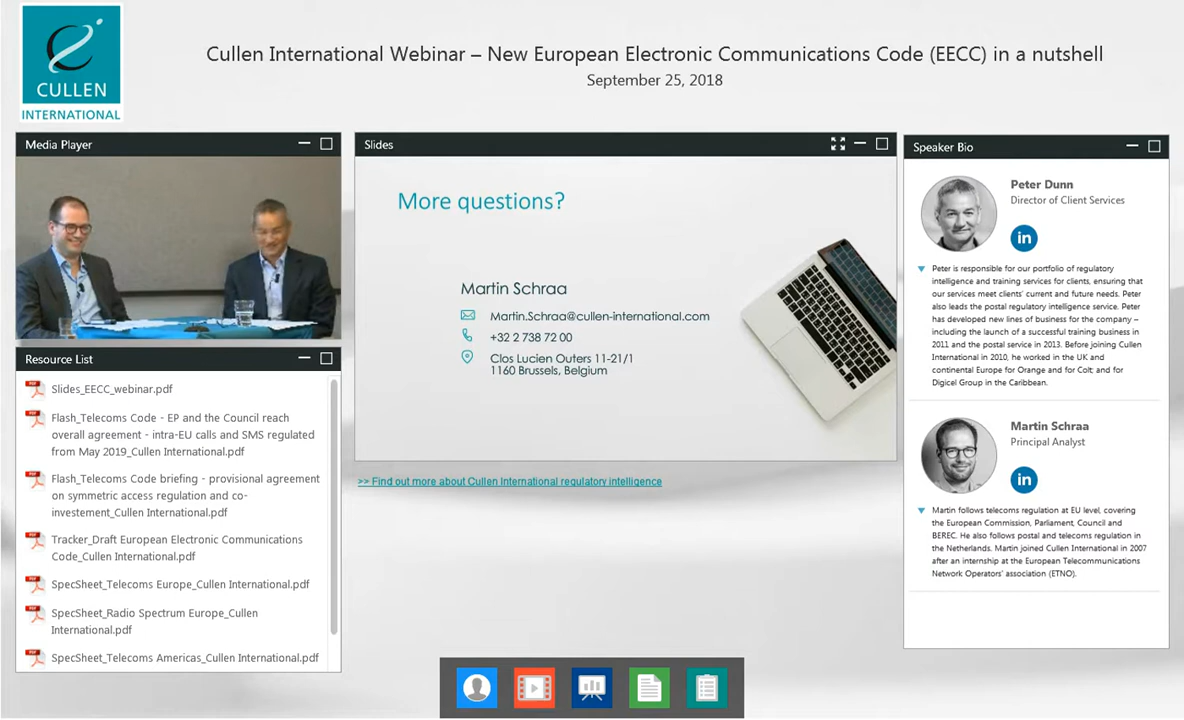 CULLEN
INTERNATIONAL
Cullen International Webinar – New European Electronic Communications Code (EECC) in a nutshell
September 25, 2018
Media Player
Slides
More questions?
Martin Schraa
Martin.Schraa@cullen-international.com
+32 2 738 72 00
Clos Lucien Outers 11-21/1
1160 Brussels, Belgium
>> Find out more about Cullen International regulatory intelligence
Resource List
Slides_EECC_webinar.pdf
Flash_Telecoms Code - EP and the Council reach
overall agreement - intra-EU calls and SMS regulated
from May 2019_Cullen International.pdf
Flash_Telecoms Code briefing - provisional agreement
on symmetric access regulation and co-
investement_Cullen International.pdf
Tracker_Draft European Electronic Communications
Code_Cullen International.pdf
SpecSheet_Telecoms Europe_Cullen International.pdf
SpecSheet_Radio Spectrum Europe_Cullen
International.pdf
SpecSheet_Telecoms Americas_Cullen International.pdf
Speaker Bio
Peter Dunn
Director of Client Services
in
Peter is responsible for our portfolio of regulatory
intelligence and training services for clients, ensuring that
our services meet clients' current and future needs. Peter
also leads the postal regulatory intelligence service. Peter
has developed new lines of business for the company –
including the launch of a successful training business in
2011 and the postal service in 2013. Before joining Cullen
International in 2010, he worked in the UK and
continental Europe for Orange and for Colt; and for
Digicel Group in the Caribbean.
Martin Schraa
Principal Analyst
in
Martin follows telecoms regulation at EU level, covering
the European Commission, Parliament, Council and
BEREC. He also follows postal and telecoms regulation in
the Netherlands. Martin joined Cullen International in 2007
after an internship at the European Telecommunications
Network Operators' association (ETNO).